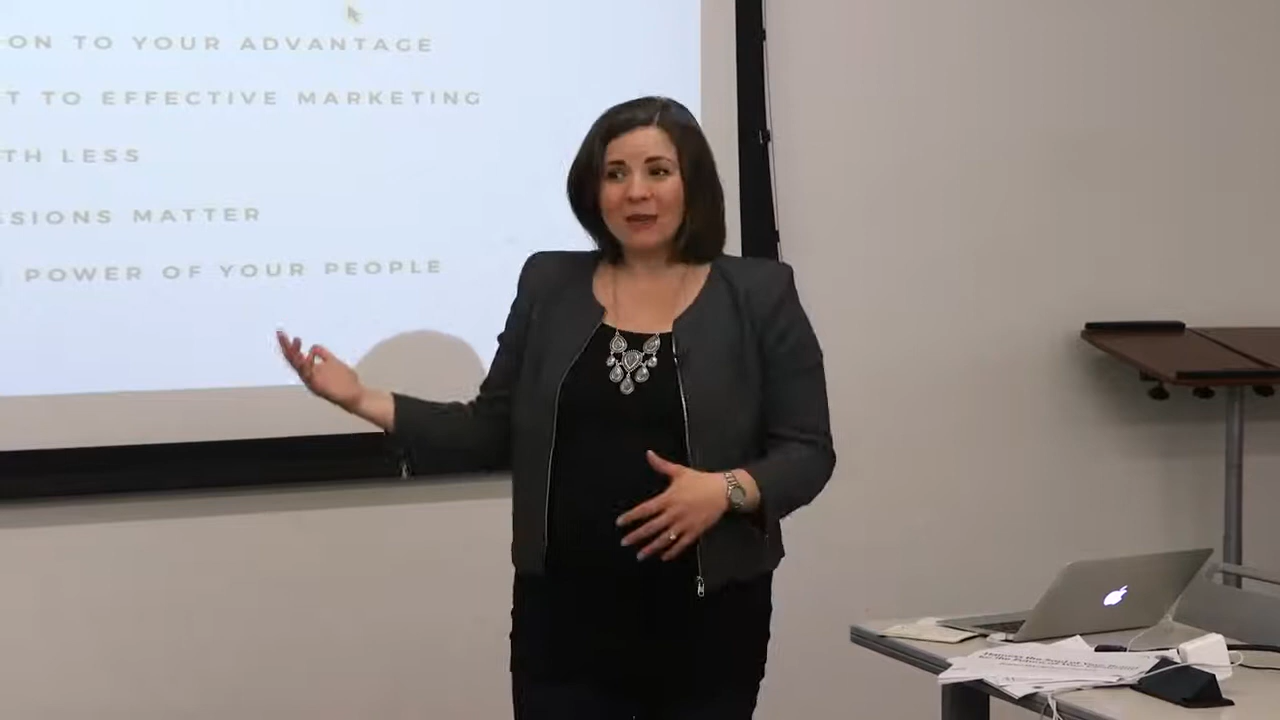 ON TO YOUR ADVANTAGE
T TO EFFECTIVE MARKETING
TH LESS
SSIONS MATTER
POWER OF YOUR PEOPLE